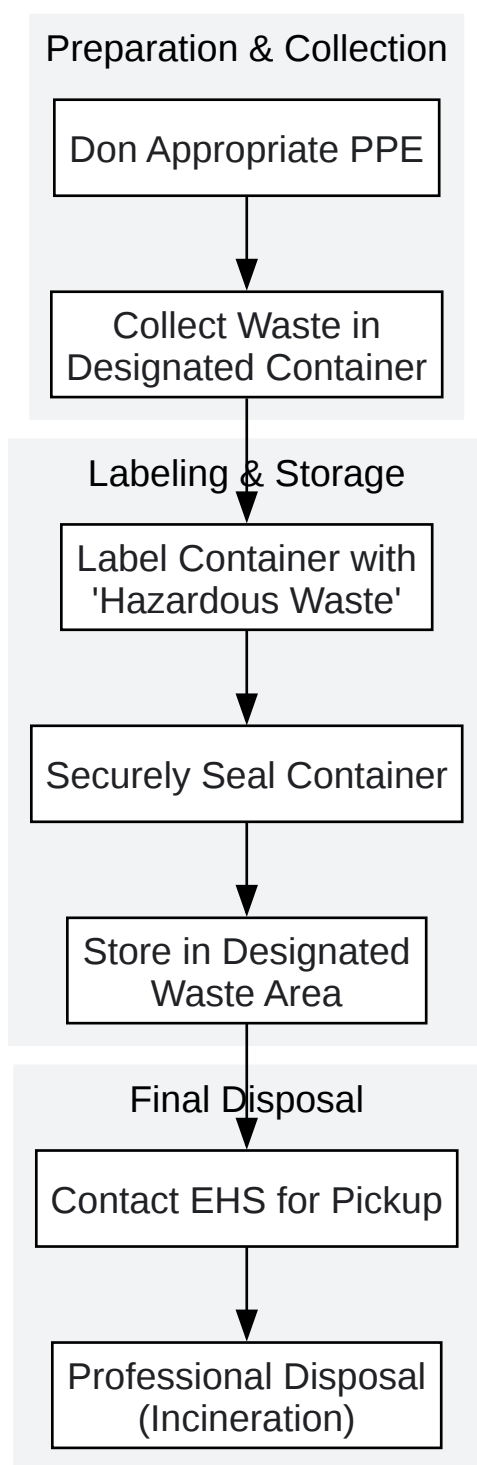 Preparation & Collection
Don Appropriate PPE
Collect Waste in
Designated Container
Labeling & Storage
Label Container with
'Hazardous Waste'
Securely Seal Container
Store in Designated
Waste Area
Final Disposal
Contact EHS for Pickup
Professional Disposal
(Incineration)